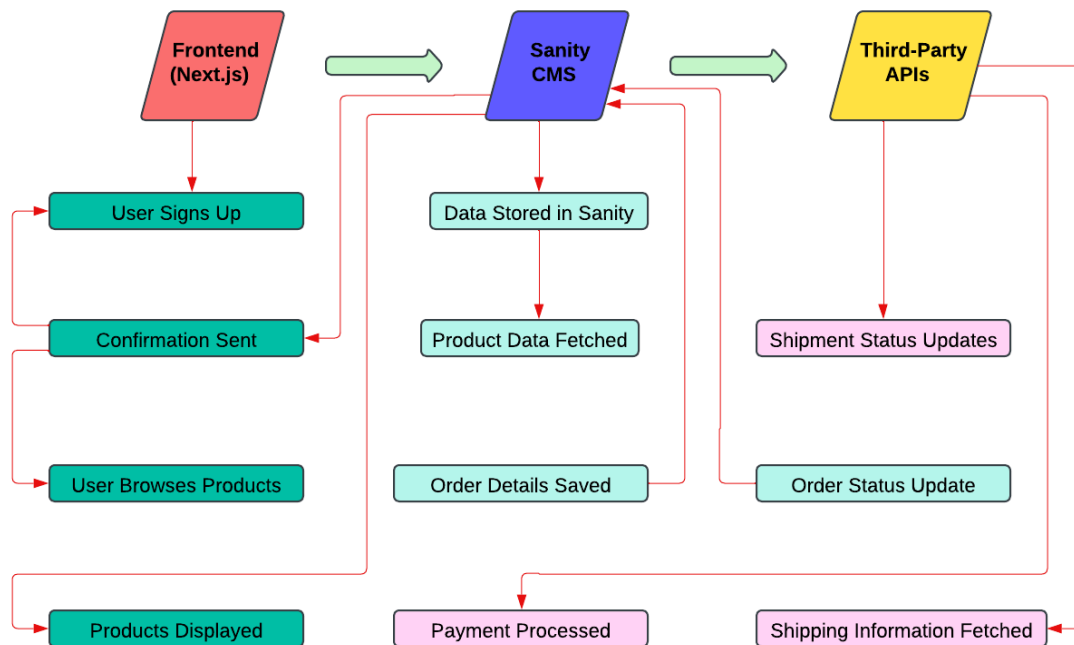 Frontend
(Next.js)
Sanity
CMS
Third-Party
APIs
User Signs Up
Data Stored in Sanity
Confirmation Sent
Product Data Fetched
Shipment Status Updates
User Browses Products
Order Details Saved
Order Status Update
Products Displayed
Payment Processed
Shipping Information Fetched